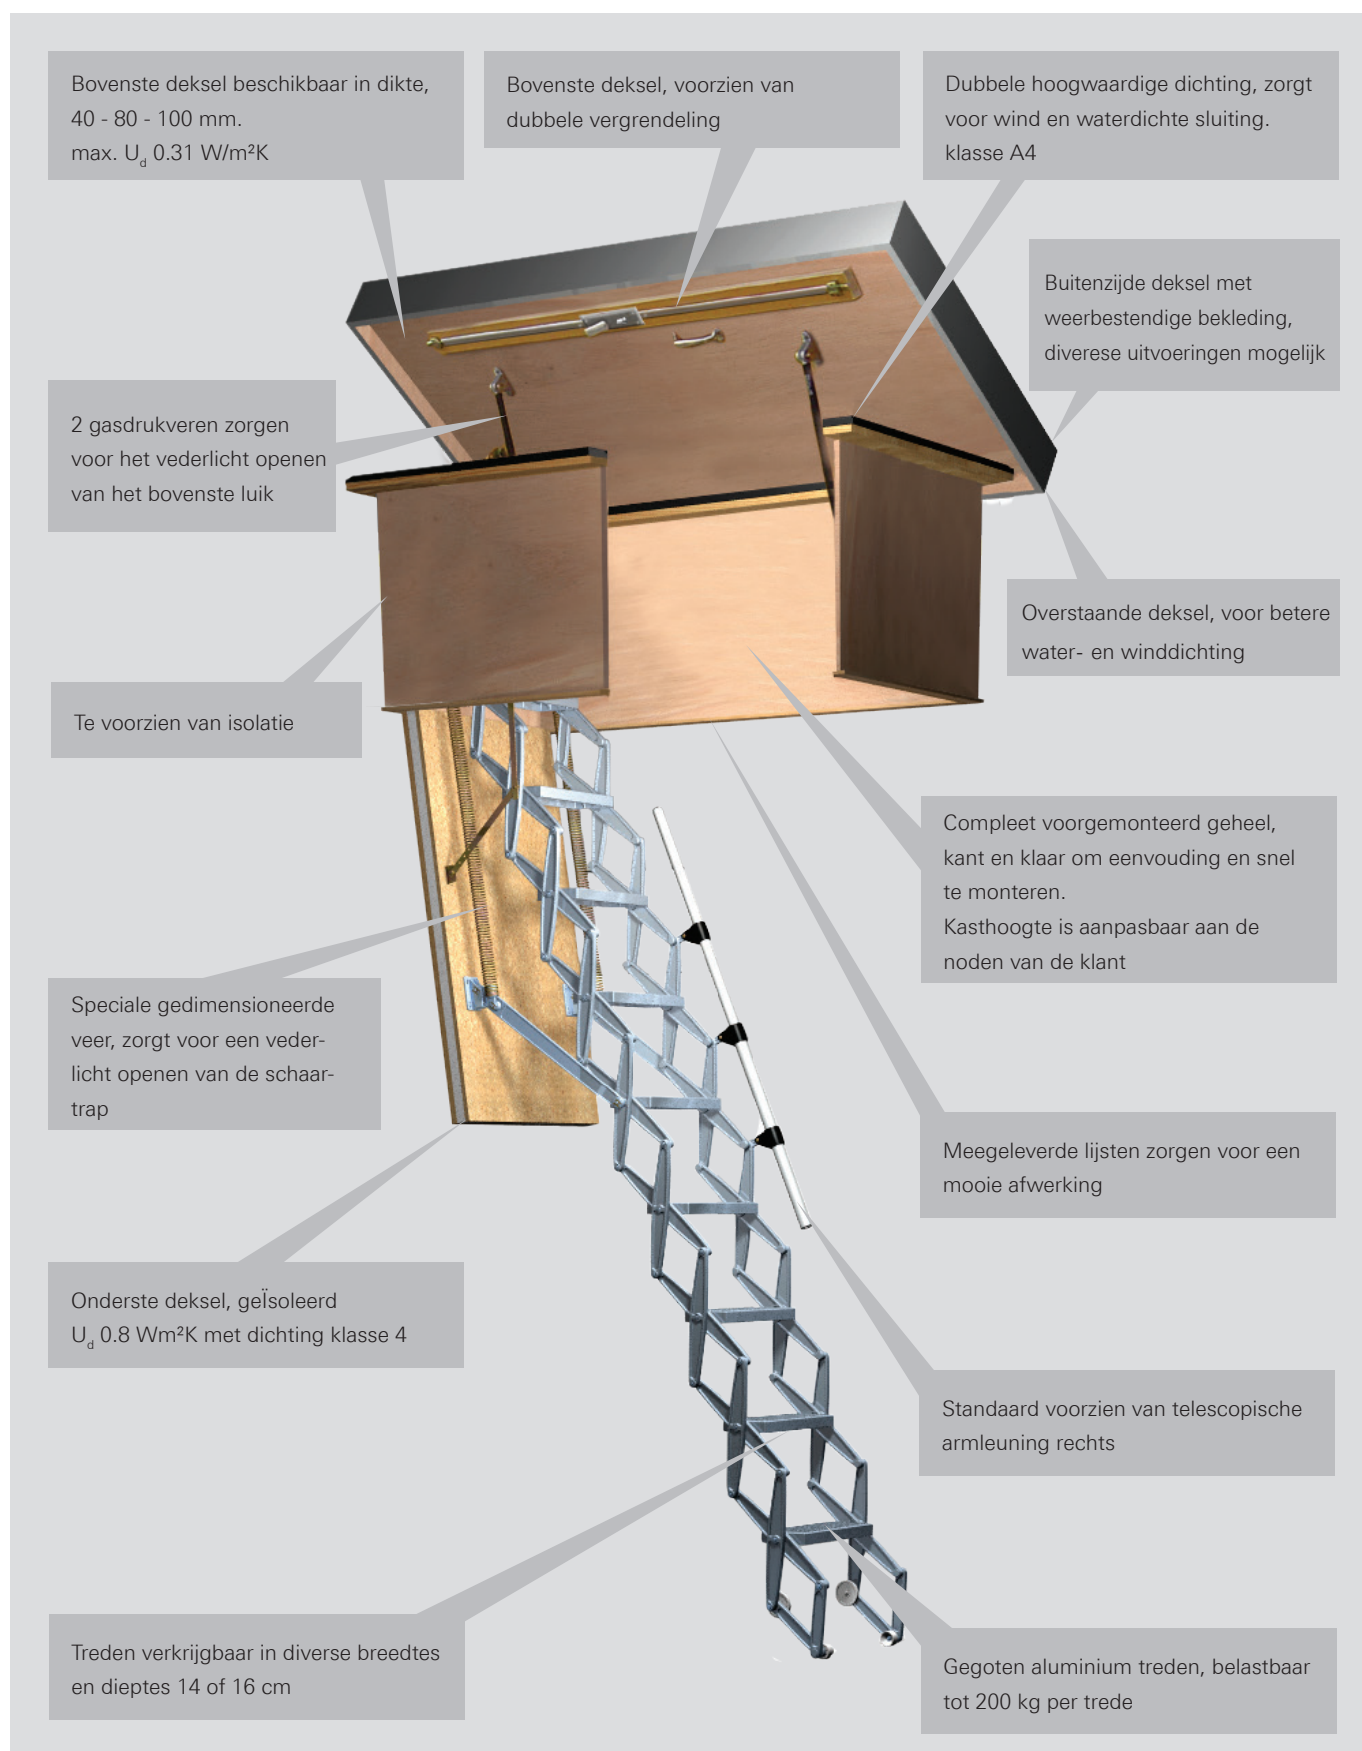 Bovenste deksel beschikbaar in dikte,
40 - 80 - 100 mm.
max. Ud 0.31 W/m²K
Bovenste deksel, voorzien van
dubbele vergrendeling
Dubbele hoogwaardige dichting, zorgt
voor wind en waterdichte sluiting.
klasse A4
Buitenzijde deksel met
weerbestendige bekleding,
diverese uitvoeringen mogelijk
2 gasdrukveren zorgen
voor het vederlicht openen
van het bovenste luik
Overstaande deksel, voor betere
water- en winddichting
Te voorzien van isolatie
Compleet voorgemonteerd geheel,
kant en klaar om eenvouding en snel
te monteren.
Kasthoogte is aanpasbaar aan de
noden van de klant
Speciale gedimensioneerde
veer, zorgt voor een veder-
licht openen van de schaar-
trap
Meegeleverde lijsten zorgen voor een
mooie afwerking
Onderste deksel, geÏsoleerd
Ud 0.8 Wm²K met dichting klasse 4
Standaard voorzien van telescopische
armleuning rechts
Treden verkrijgbaar in diverse breedtes
en dieptes 14 of 16 cm
Gegoten aluminium treden, belastbaar
tot 200 kg per trede